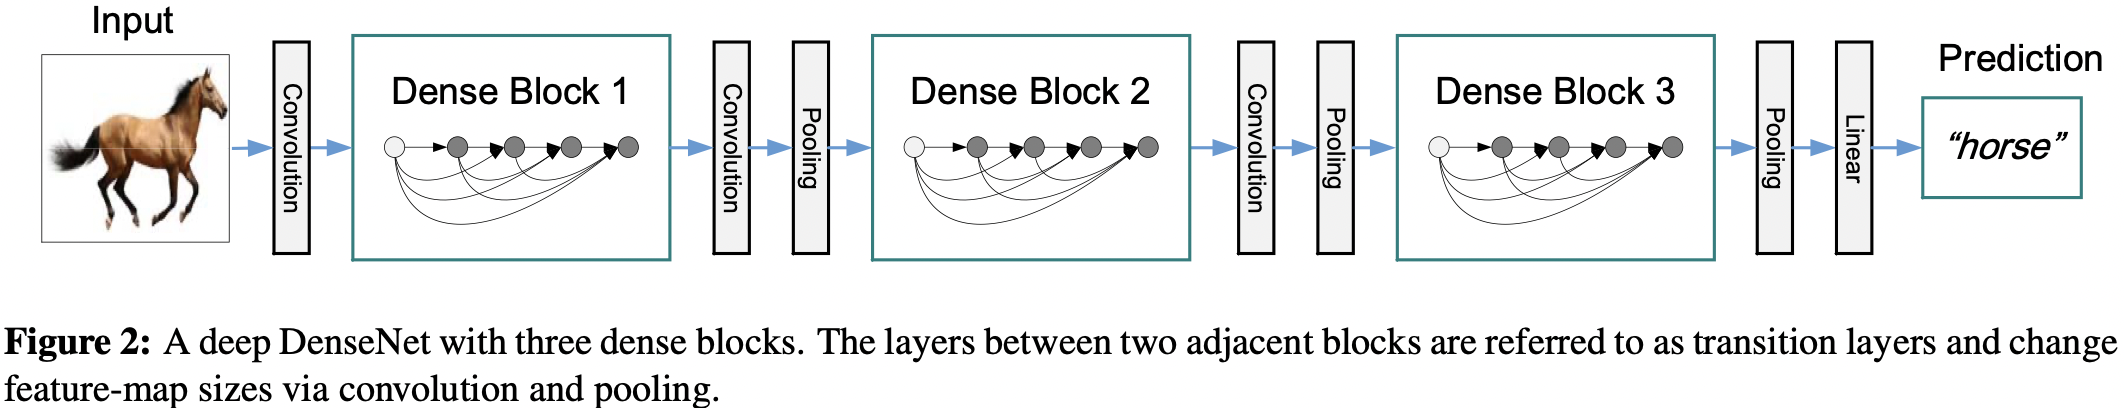 Input
Convolution
Dense Block 1
Convolution
Pooling
Dense Block 2
Convolution
Pooling
Dense Block 3
Pooling
Linear
Prediction
“horse”
Figure 2: A deep DenseNet with three dense blocks. The layers between two adjacent blocks are referred to as transition layers and change
feature-map sizes via convolution and pooling.